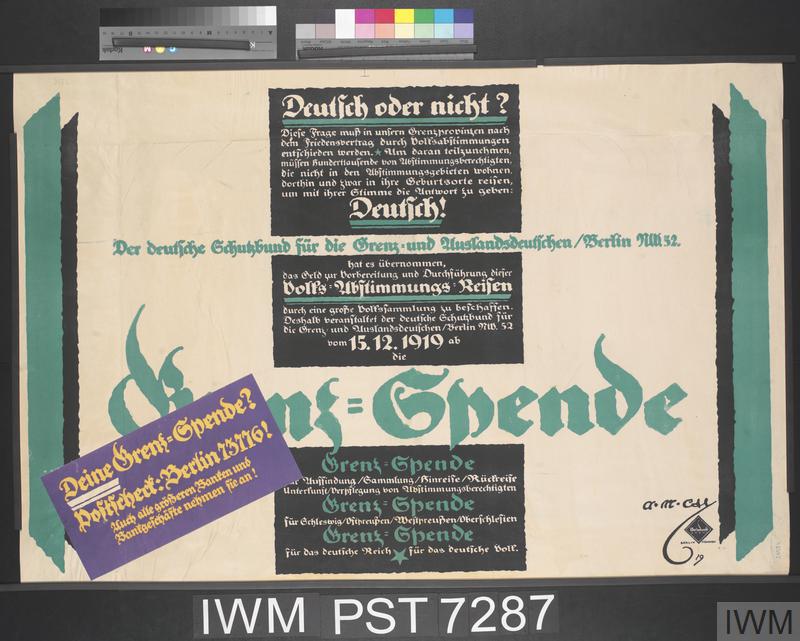 Deutsch oder nicht?
Diese Frage muß in unsern Grenzprovinzen nach
dem Friedensvertrag durch Volksabstimmungen
entschieden werden. ★ Um daran teilzunehmen,
müssen Hunderttausende von Abstimmungsberechtigten,
die nicht in den Abstimmungsgebieten wohnen,
dorthin und zwar in ihre Geburtsorte reisen,
um mit ihrer Stimme die Antwort zu geben:
Deutsch!
Der deutsche Schutzbund für die Grenz- und Auslandsdeutschen/Berlin NW. 52.
hat es übernommen,
das Geld zur Vorbereitung und Durchführung dieser
Volks-Abstimmungs-Reisen
durch eine große Volkssammlung zu beschaffen.
Deshalb veranstaltet der deutsche Schutzbund für
die Grenz- und Auslandsdeutschen/Berlin NW. 52
vom 15.12.1919 ab
die
Grenz=Spende
Deine Grenz=Spende?
Postscheck: Berlin 73776!
Auch alle größeren Banken und
Bankgeschäfte nehmen sie an!
Grenz=Spende
Auffindung/Sammlung/Hinreise/Rückreise
Unterkunft/Verpflegung von Abstimmungsberechtigten
Grenz=Spende
für Schleswig/Ostpreußen/Westpreußen/Oberschlesien
Grenz=Spende
für das deutsche Reich ★ für das deutsche Volk.
19
IWM PST 7287
IWM